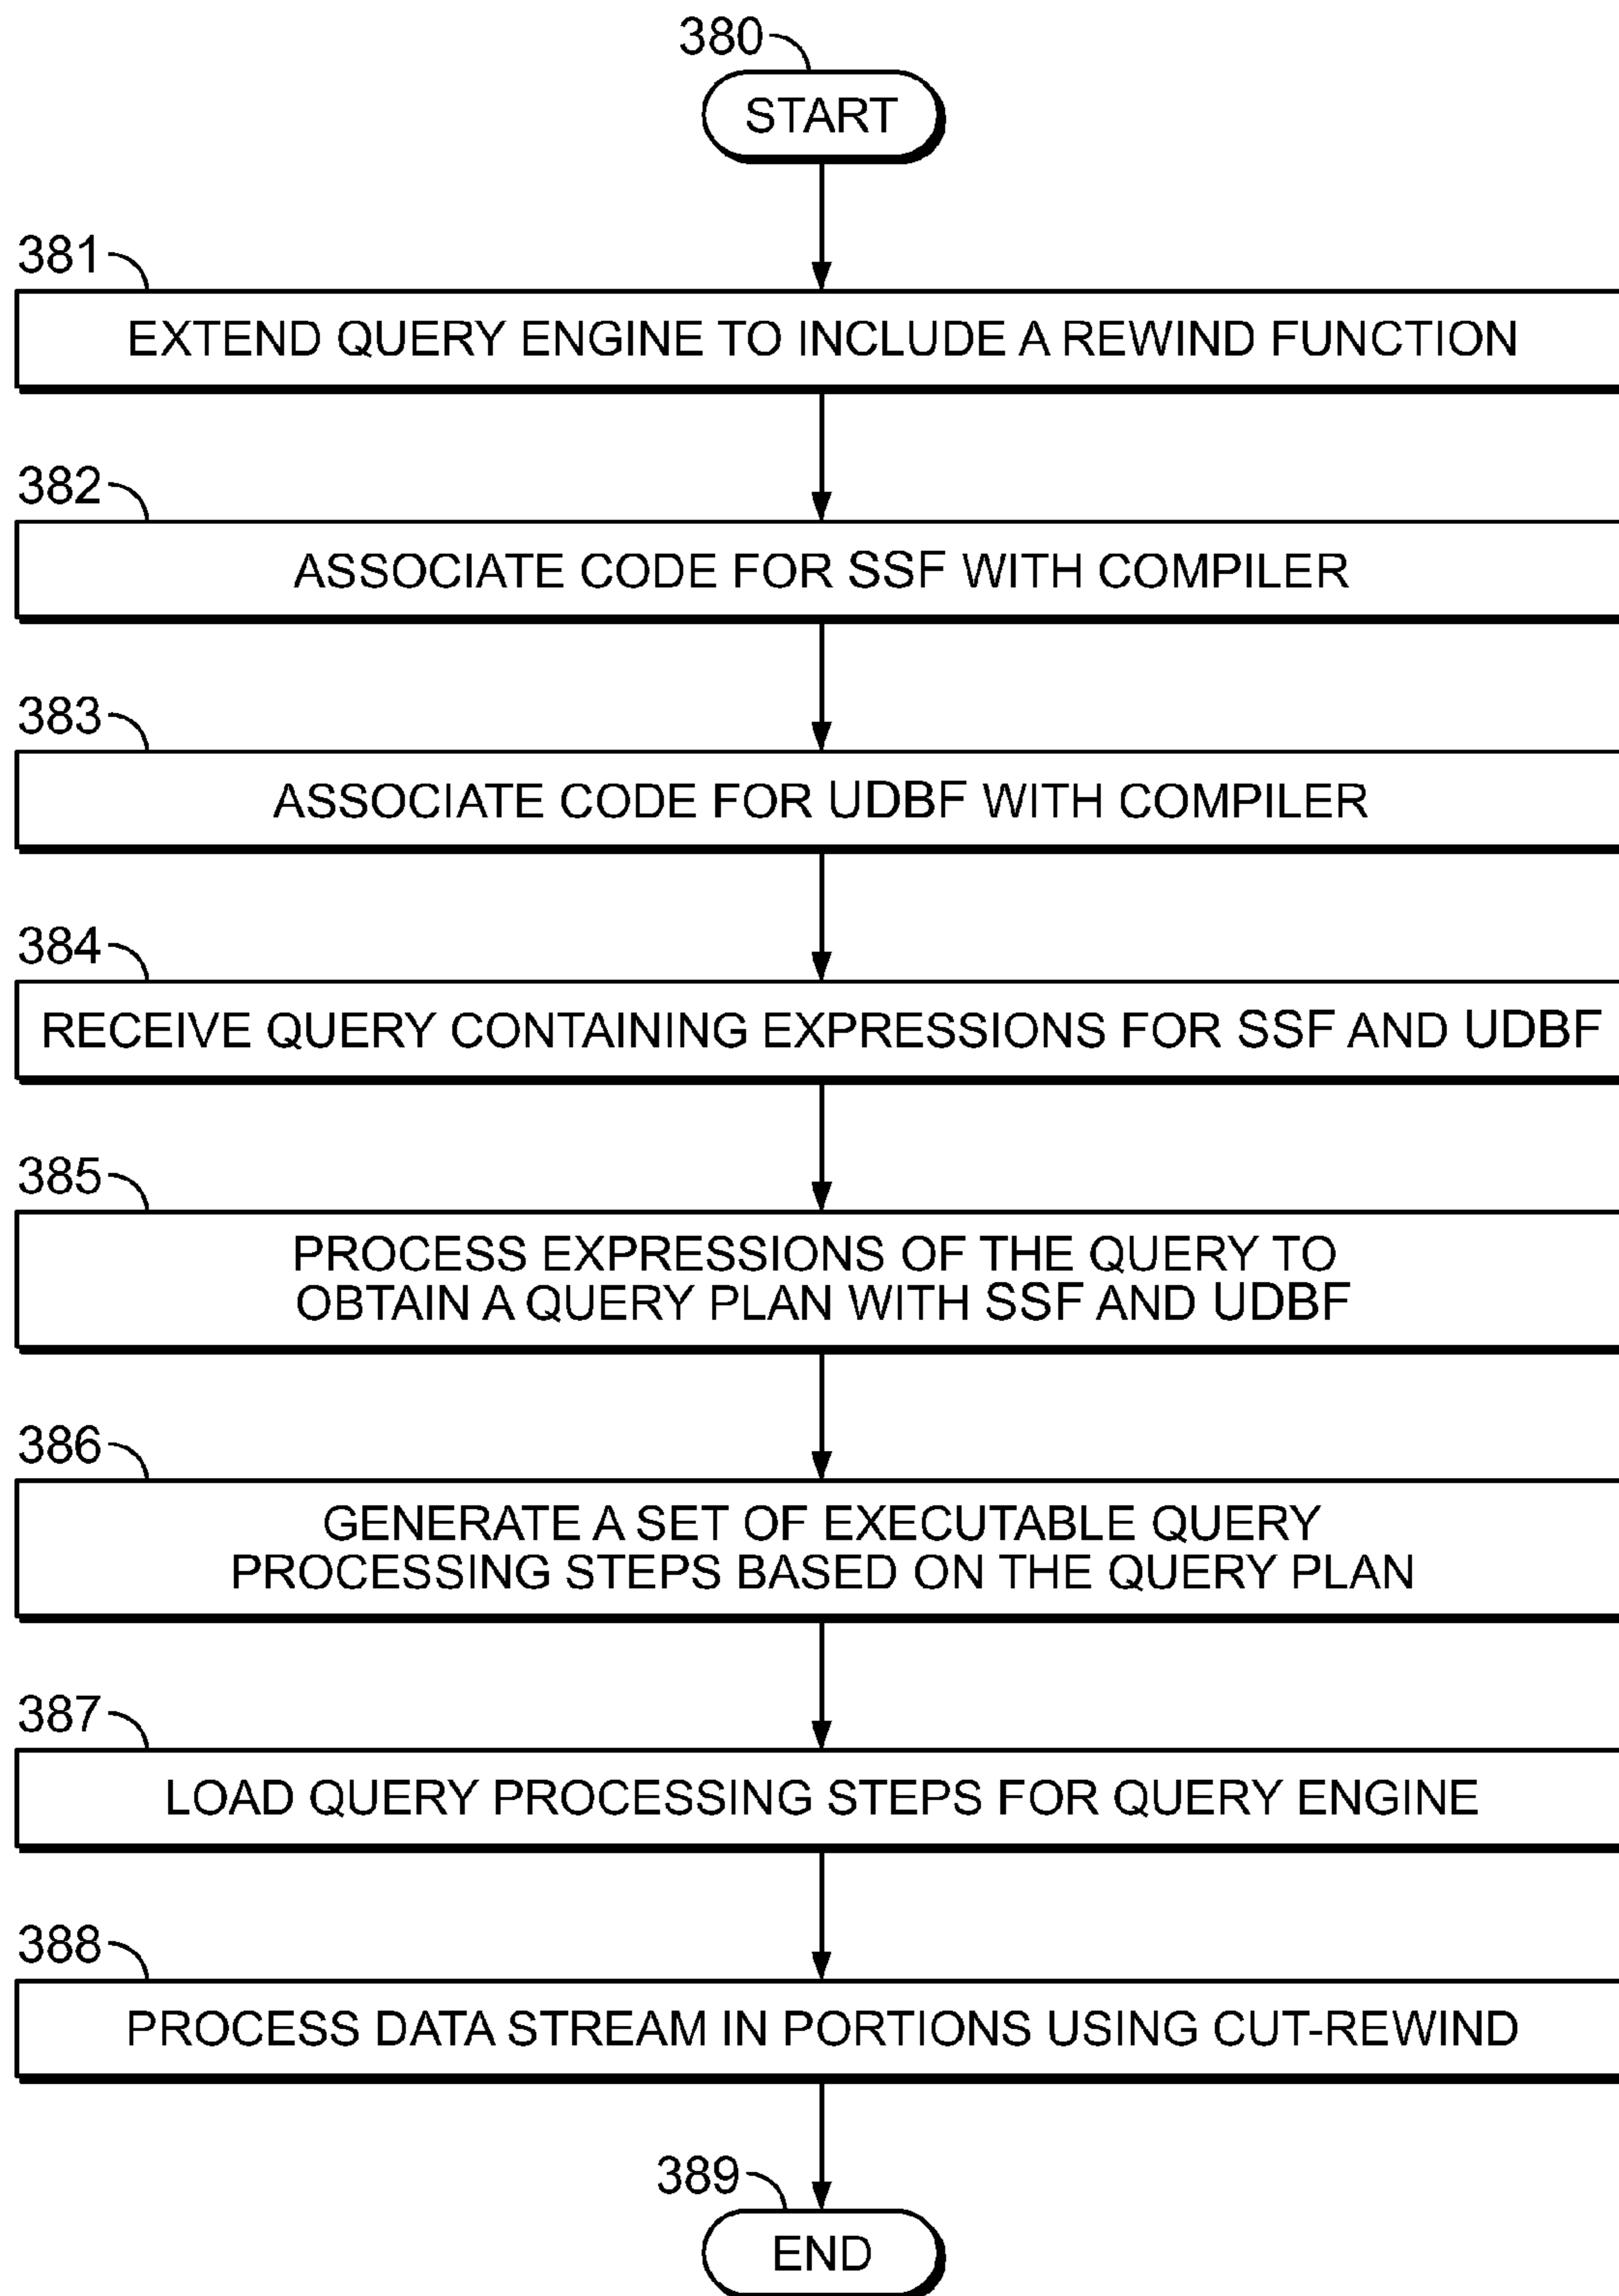 380
START
381
EXTEND QUERY ENGINE TO INCLUDE A REWIND FUNCTION
382
ASSOCIATE CODE FOR SSF WITH COMPILER
383
ASSOCIATE CODE FOR UDBF WITH COMPILER
384
RECEIVE QUERY CONTAINING EXPRESSIONS FOR SSF AND UDBF
385
PROCESS EXPRESSIONS OF THE QUERY TO
OBTAIN A QUERY PLAN WITH SSF AND UDBF
386
GENERATE A SET OF EXECUTABLE QUERY
PROCESSING STEPS BASED ON THE QUERY PLAN
387
LOAD QUERY PROCESSING STEPS FOR QUERY ENGINE
388
PROCESS DATA STREAM IN PORTIONS USING CUT-REWIND
389
END